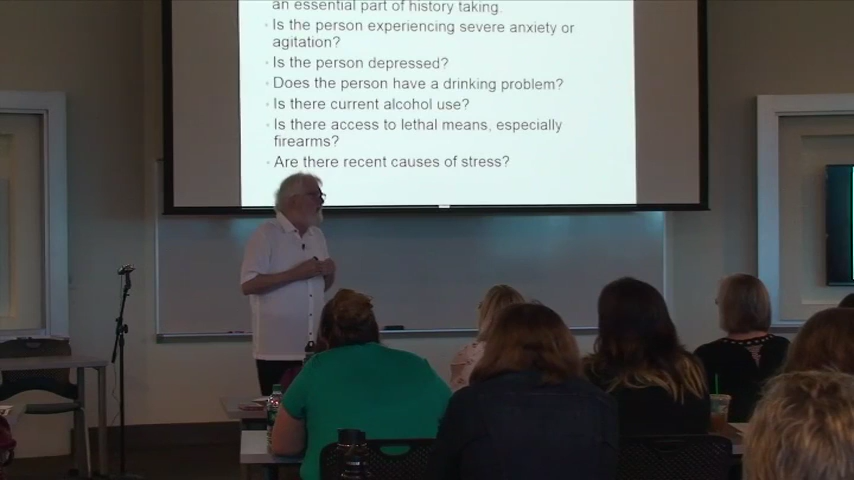 an essential part of history taking.
Is the person experiencing severe anxiety or
agitation?
Is the person depressed?
Does the person have a drinking problem?
Is there current alcohol use?
Is there access to lethal means, especially
firearms?
Are there recent causes of stress?